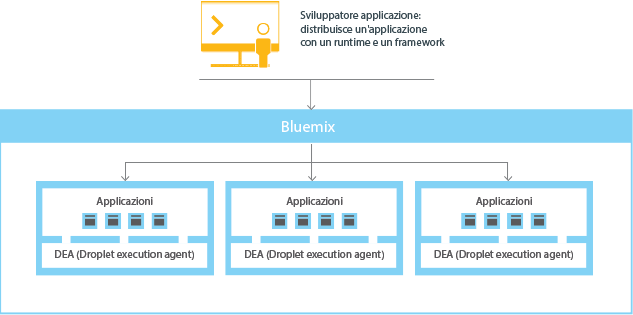 Sviluppatore applicazione:
distribuisce un'applicazione
con un runtime e un framework
Bluemix
Applicazioni
DEA (Droplet execution agent)
Applicazioni
DEA (Droplet execution agent)
Applicazioni
DEA (Droplet execution agent)